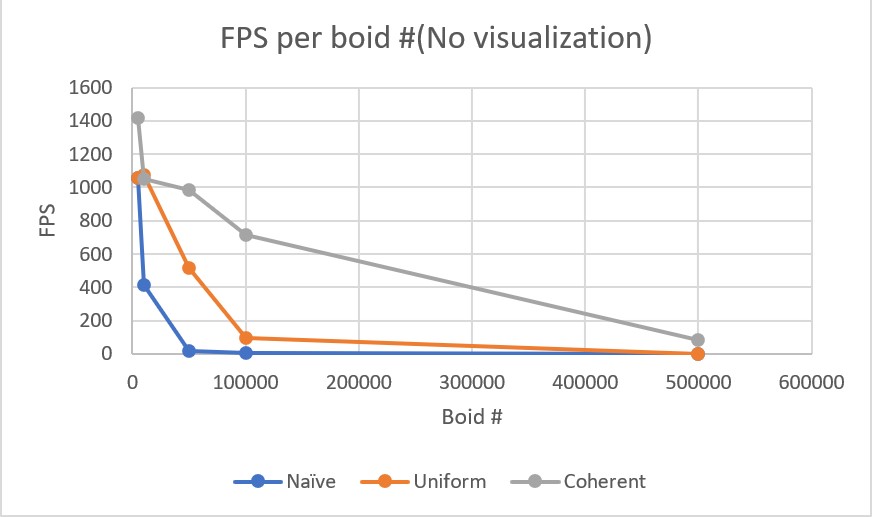 FPS per boid #(No visualization)
1600
1400
1200
1000
800
600
400
200
0
FPS
0 100000 200000 300000 400000 500000 600000
Boid #
Naïve Uniform Coherent